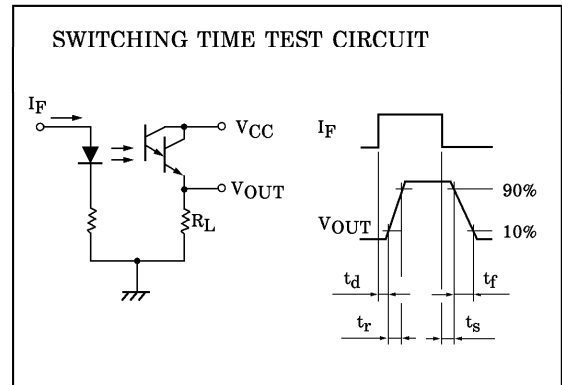 SWITCHING TIME TEST CIRCUIT
IF
VCC
VOUT
RL
IF
90%
VOUT
10%
td
tf
tr
ts